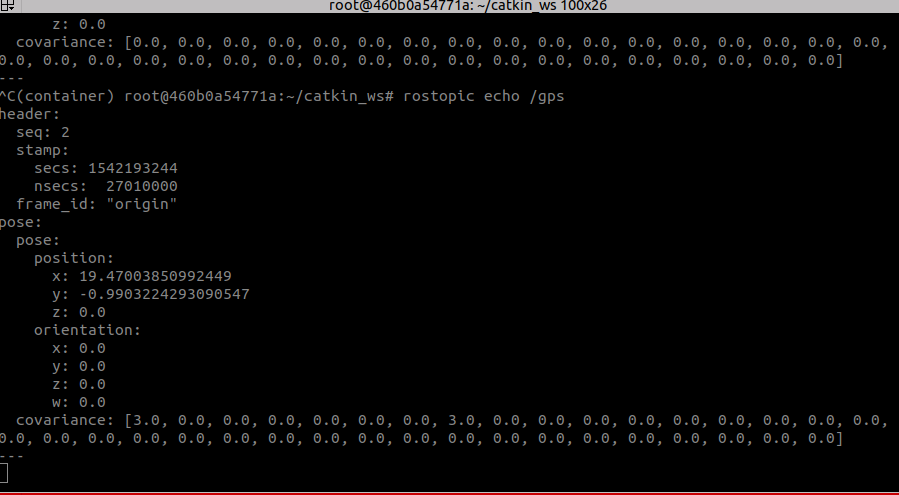 root@460b0a54771a: ~/catkin_ws 100x26
      z: 0.0
  covariance: [0.0, 0.0, 0.0, 0.0, 0.0, 0.0, 0.0, 0.0, 0.0, 0.0, 0.0, 0.0, 0.0, 0.0, 0.0, 0.0, 0.0,
0.0, 0.0, 0.0, 0.0, 0.0, 0.0, 0.0, 0.0, 0.0, 0.0, 0.0, 0.0, 0.0, 0.0, 0.0, 0.0, 0.0, 0.0, 0.0]
---
^C(container) root@460b0a54771a:~/catkin_ws# rostopic echo /gps
header:
  seq: 2
  stamp:
    secs: 1542193244
    nsecs:  27010000
  frame_id: "origin"
pose:
  pose:
    position:
      x: 19.47003850992449
      y: -0.9903224293090547
      z: 0.0
    orientation:
      x: 0.0
      y: 0.0
      z: 0.0
      w: 0.0
  covariance: [3.0, 0.0, 0.0, 0.0, 0.0, 0.0, 0.0, 3.0, 0.0, 0.0, 0.0, 0.0, 0.0, 0.0, 0.0, 0.0, 0.0,
0.0, 0.0, 0.0, 0.0, 0.0, 0.0, 0.0, 0.0, 0.0, 0.0, 0.0, 0.0, 0.0, 0.0, 0.0, 0.0, 0.0, 0.0, 0.0]
---